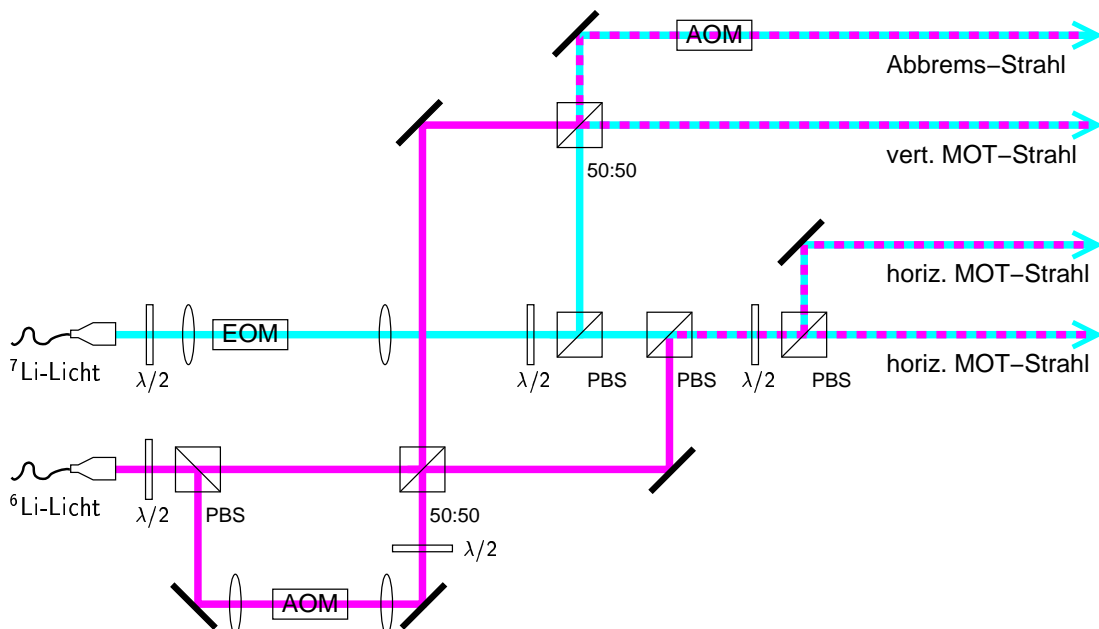 AOM
Abbrems−Strahl
vert. MOT−Strahl
50:50
horiz. MOT−Strahl
EOM
⁷Li-Licht
λ/2
λ/2
PBS
PBS
λ/2
PBS
horiz. MOT−Strahl
⁶Li-Licht
λ/2
PBS
50:50
λ/2
AOM